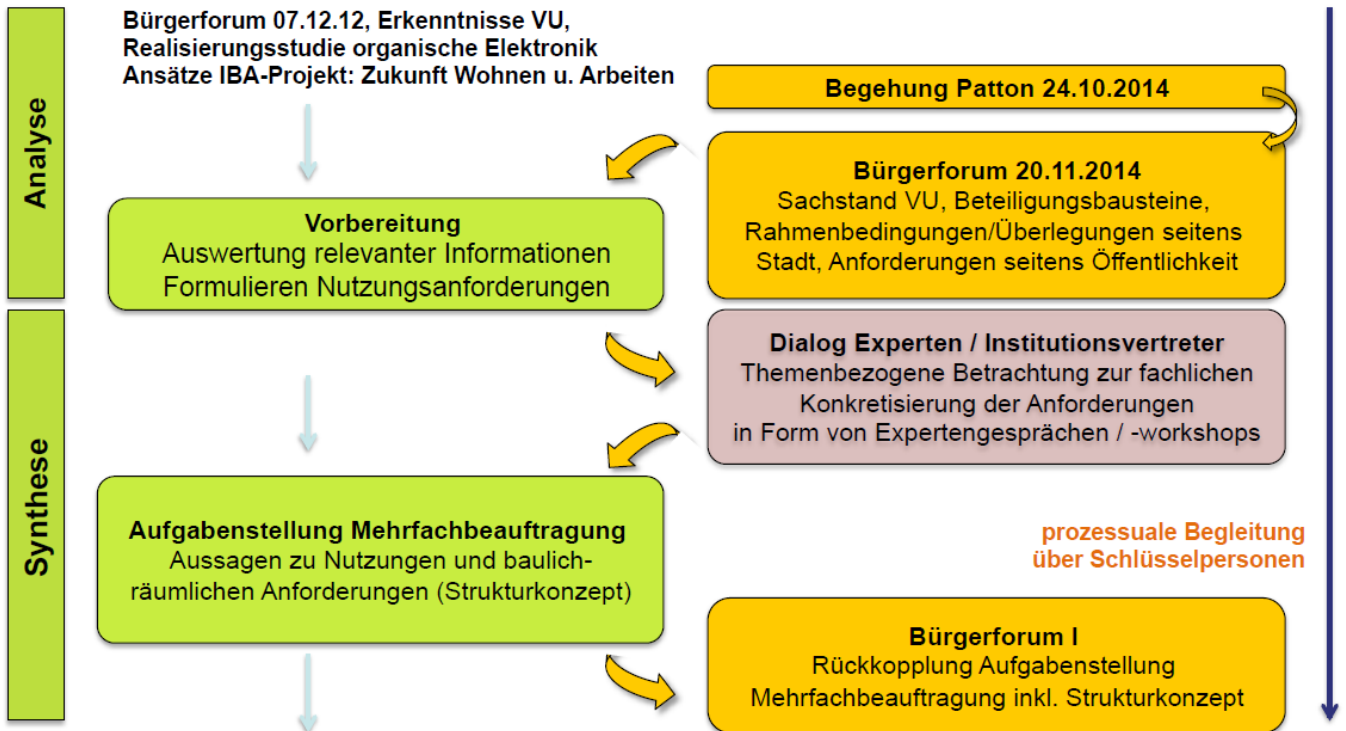 Analyse
Bürgerforum 07.12.12, Erkenntnisse VU,
Realisierungsstudie organische Elektronik
Ansätze IBA-Projekt: Zukunft Wohnen u. Arbeiten
Begehung Patton 24.10.2014
Bürgerforum 20.11.2014
Sachstand VU, Beteiligungsbausteine,
Rahmenbedingungen/Überlegungen seitens
Stadt, Anforderungen seitens Öffentlichkeit
Vorbereitung
Auswertung relevanter Informationen
Formulieren Nutzungsanforderungen
Synthese
Dialog Experten / Institutionsvertreter
Themenbezogene Betrachtung zur fachlichen
Konkretisierung der Anforderungen
in Form von Expertengesprächen / -workshops
Aufgabenstellung Mehrfachbeauftragung
Aussagen zu Nutzungen und baulich-
räumlichen Anforderungen (Strukturkonzept)
prozessuale Begleitung
über Schlüsselpersonen
Bürgerforum I
Rückkopplung Aufgabenstellung
Mehrfachbeauftragung inkl. Strukturkonzept